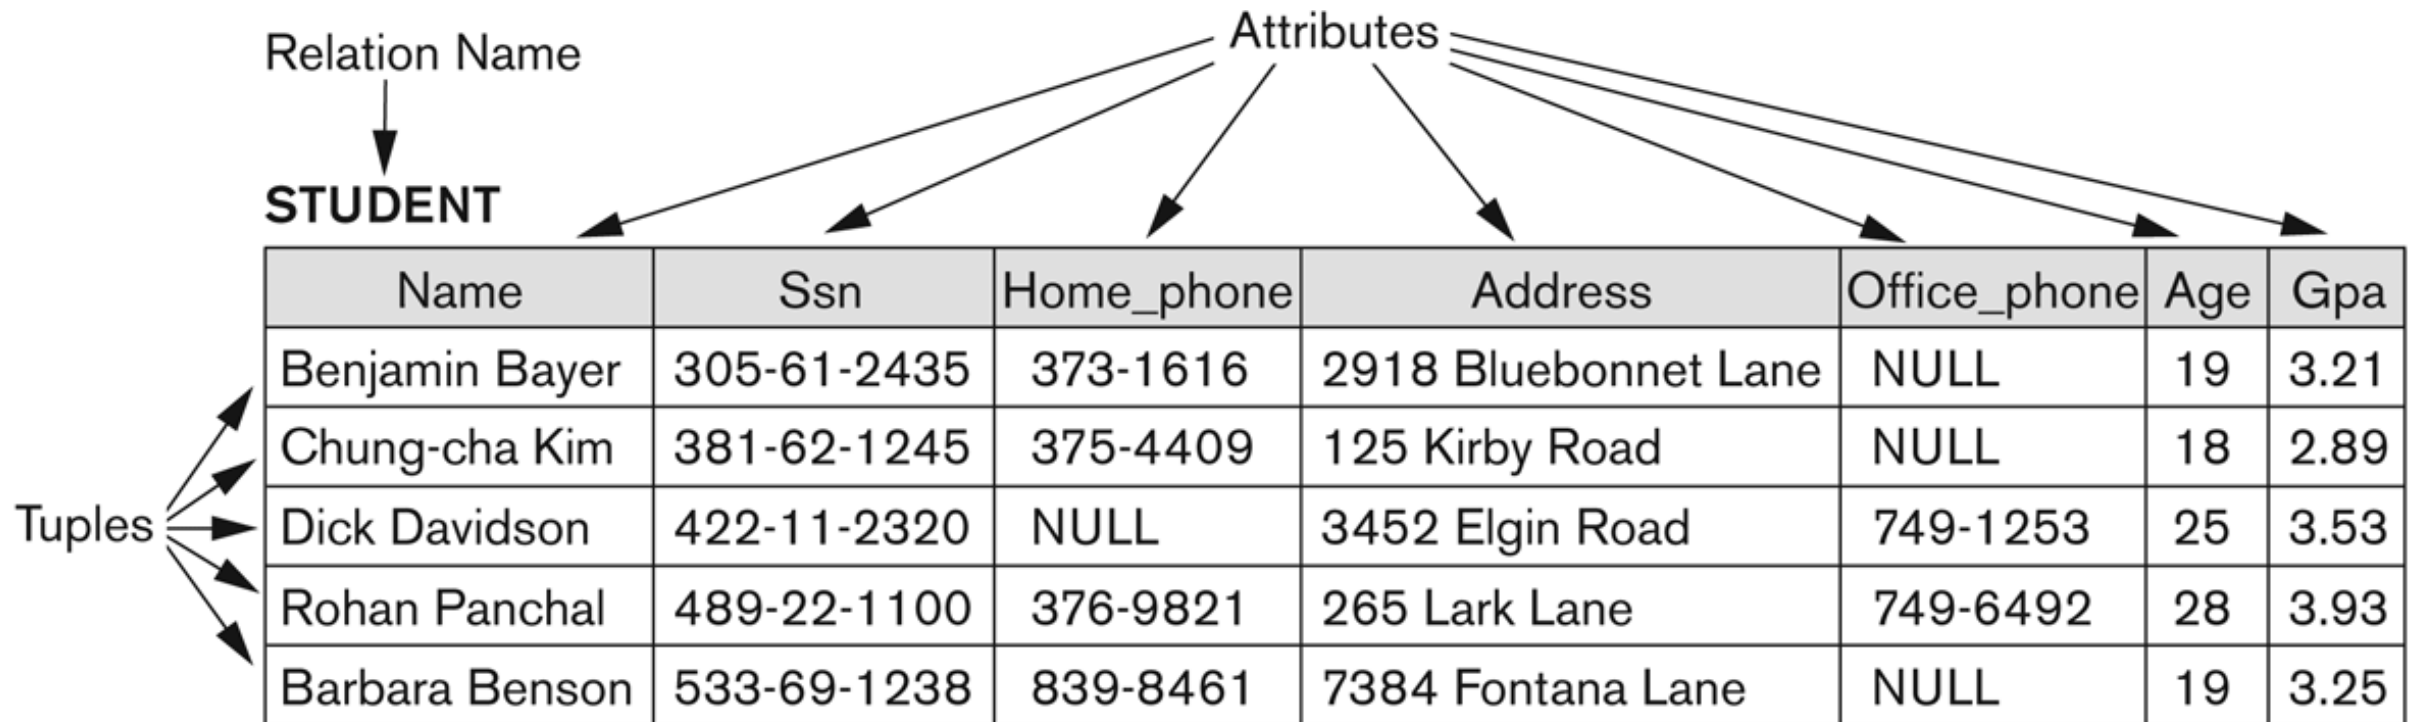 Attributes
Relation Name
STUDENT
Name Ssn Home_phone Address Office_phone Age Gpa
Benjamin Bayer 305-61-2435 373-1616 2918 Bluebonnet Lane NULL 19 3.21
Chung-cha Kim 381-62-1245 375-4409 125 Kirby Road NULL 18 2.89
Tuples Dick Davidson 422-11-2320 NULL 3452 Elgin Road 749-1253 25 3.53
Rohan Panchal 489-22-1100 376-9821 265 Lark Lane 749-6492 28 3.93
Barbara Benson 533-69-1238 839-8461 7384 Fontana Lane NULL 19 3.25